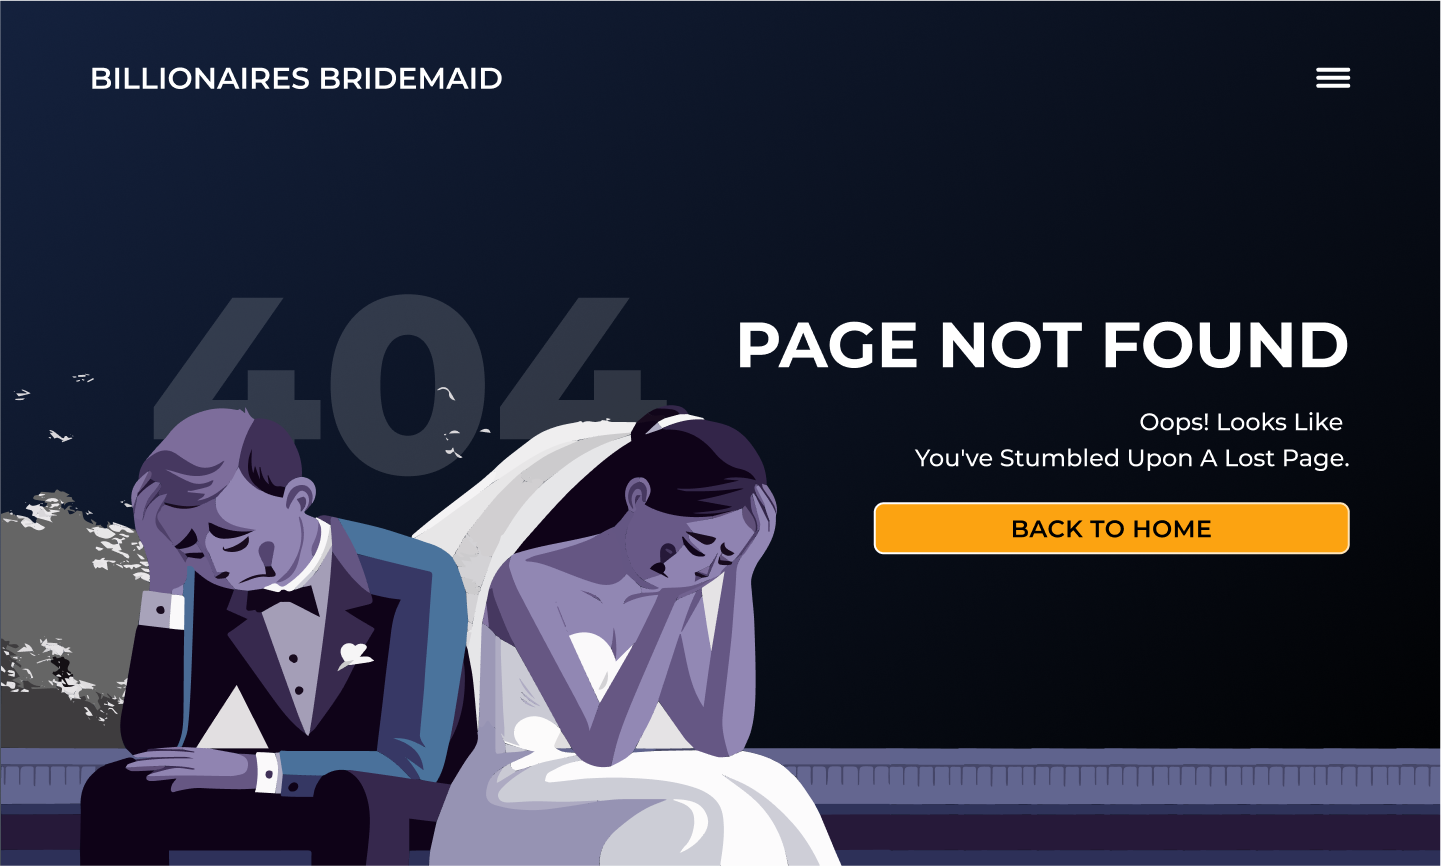 BILLIONAIRES BRIDEMAID
404
PAGE NOT FOUND
Oops! Looks Like
You've Stumbled Upon A Lost Page.
BACK TO HOME